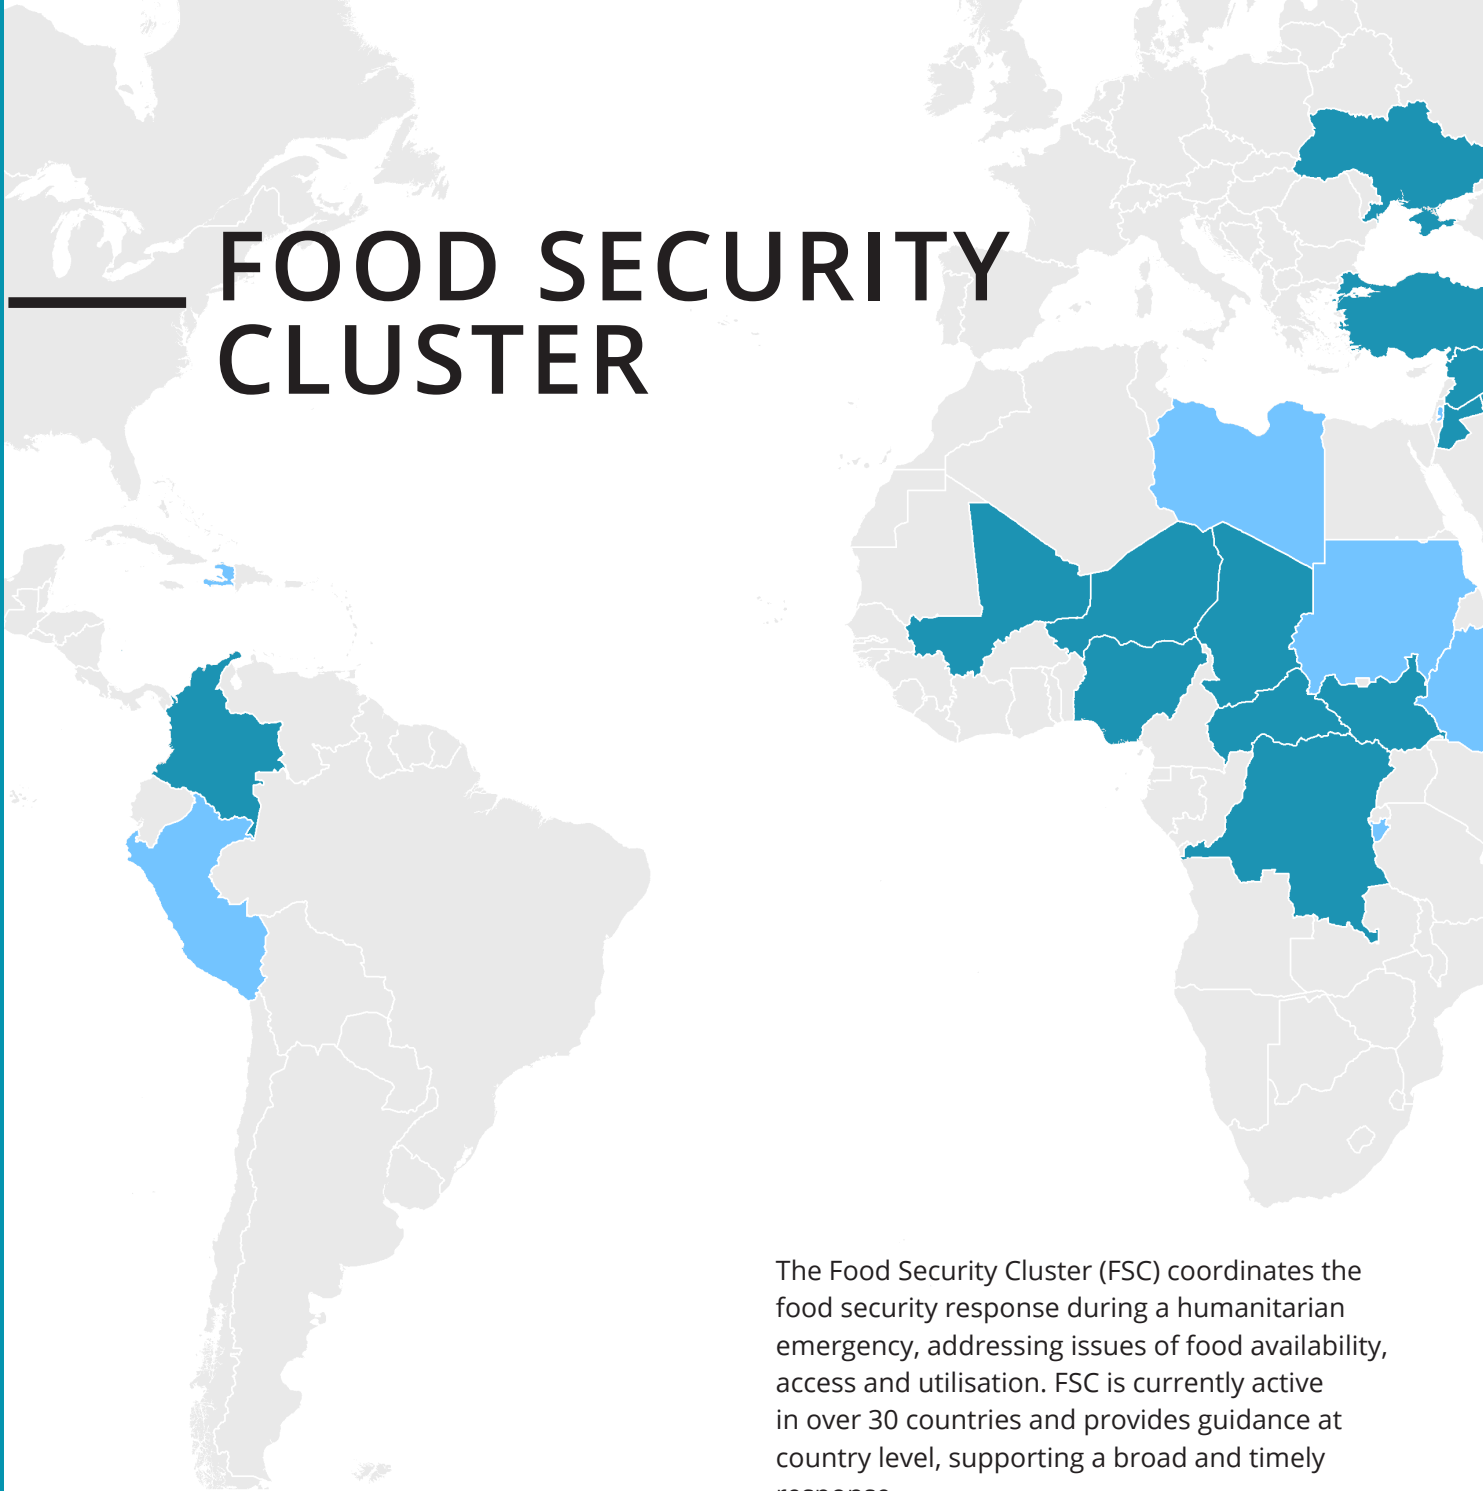 FOOD SECURITY
CLUSTER
The Food Security Cluster (FSC) coordinates the
food security response during a humanitarian
emergency, addressing issues of food availability,
access and utilisation. FSC is currently active
in over 30 countries and provides guidance at
country level, supporting a broad and timely